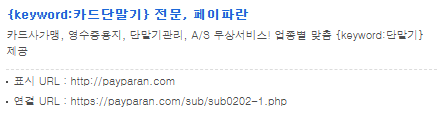 {keyword:카드단말기} 전문, 페이파란
카드사가맹, 영수증용지, 단말기관리, A/S 무상서비스! 업종별 맞춤 {keyword:단말기}
제공
· 표시 URL : http://payparan.com
· 연결 URL : https://payparan.com/sub/sub0202-1.php